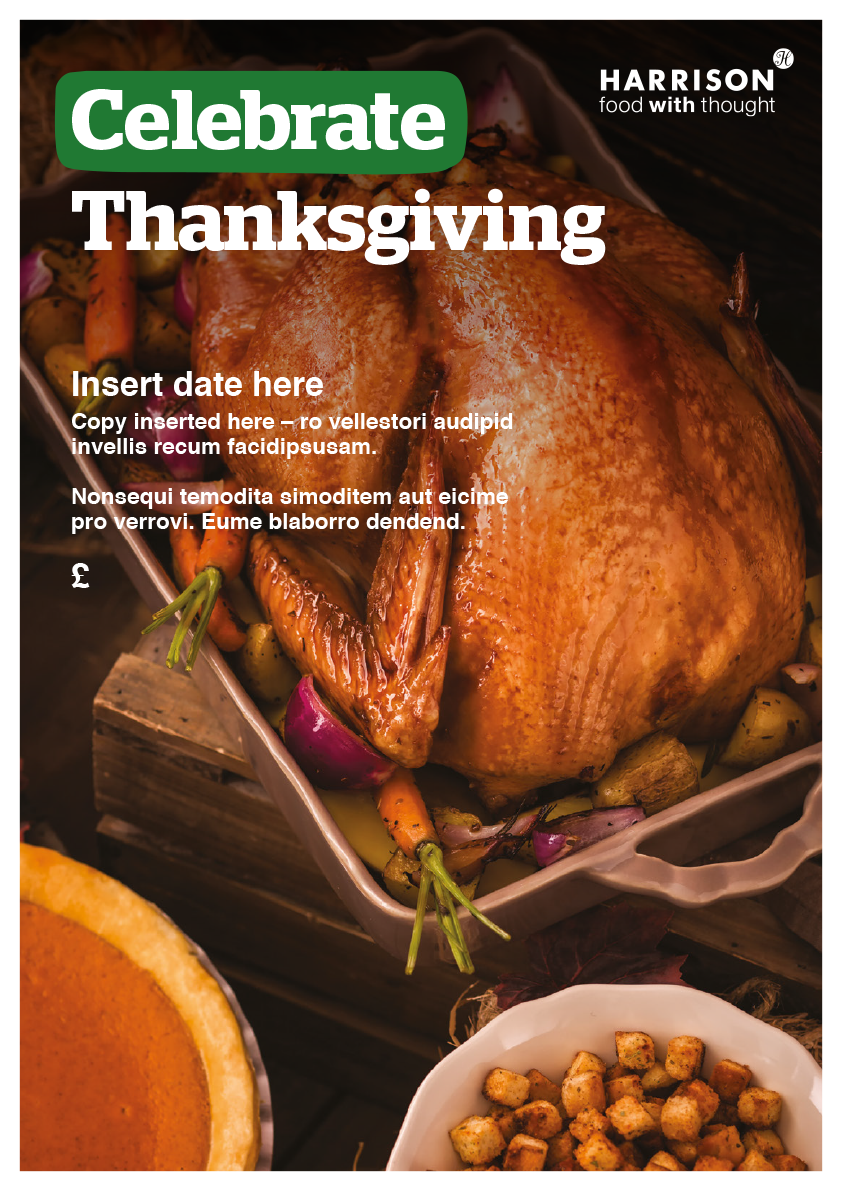 Celebrate
Thanksgiving
H
HARRISON
food with thought
Insert date here
Copy inserted here – ro vellestori audipid
invellis recum facidipsusam.
Nonsequi temodita simoditem aut eicime
pro verrovi. Eume blaborro dendend.
£